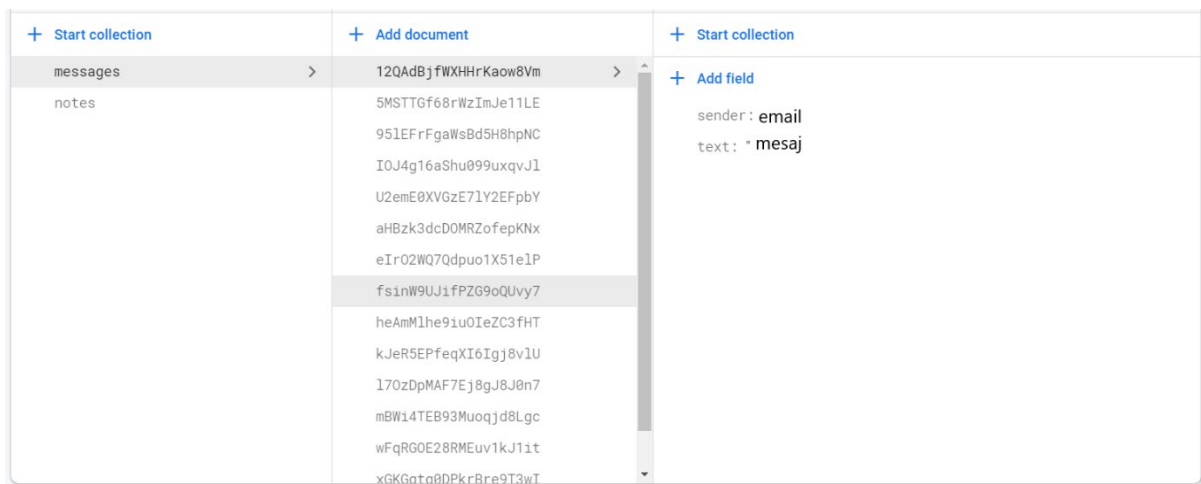 + Start collection
messages >
notes
+ Add document
12QAdBjfWXHHrKaow8Vm >
5MSTTGf68rWzImJe11LE
95lEFrFgaWsBd5H8hpNC
IOJ4g16aShu099uxqvJl
U2emE0XVGzE7lY2EFpbY
aHBzk3dcDOMRZofepKNx
eIrO2WQ7Qdpuo1X51elP
fsinW9UJifPZG9oQUvy7
heAmMlhe9iuOIeZC3fHT
kJeR5EPfeqXI6Igj8vlU
l7OzDpMAF7Ej8gJ8J0n7
mBWi4TEB93Muoqjd8Lgc
wFqRGOE28RMEuv1kJ1it
xGKGgtg0DPkrBre9T3wI
+ Start collection
+ Add field
sender: email
text: " mesaj